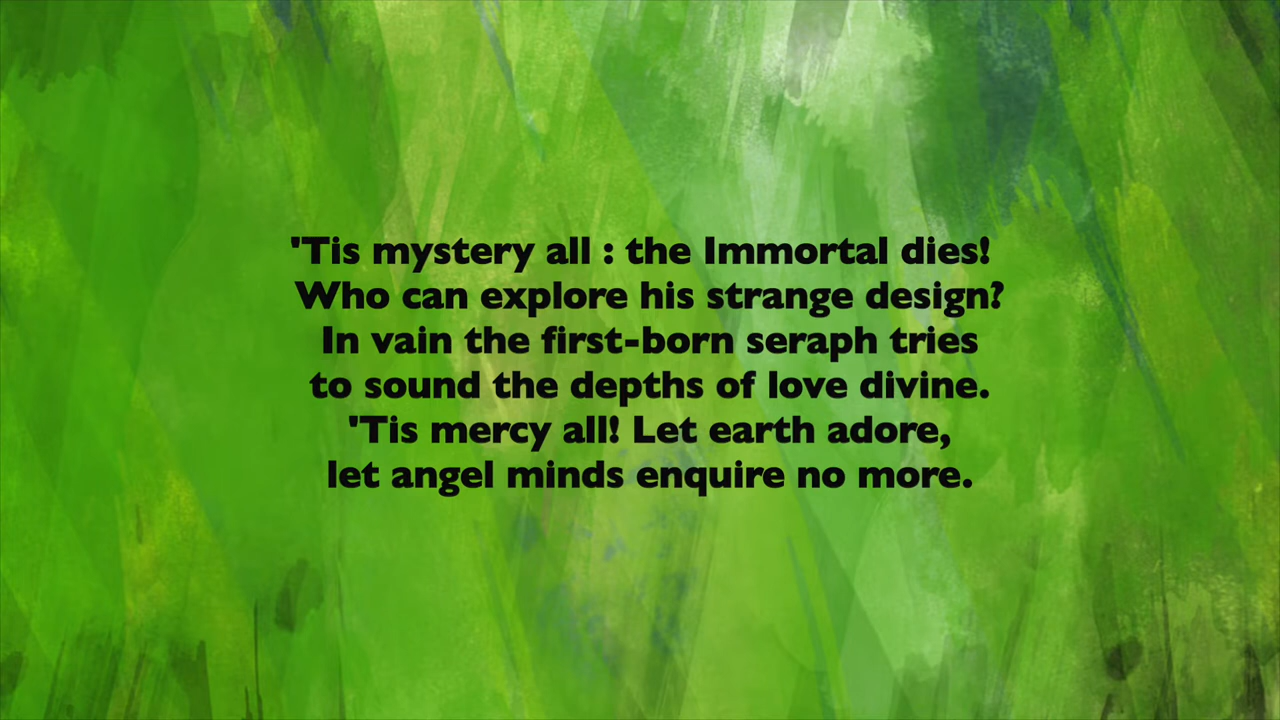 'Tis mystery all : the Immortal dies!
Who can explore his strange design?
In vain the first-born seraph tries
to sound the depths of love divine.
'Tis mercy all! Let earth adore,
let angel minds enquire no more.